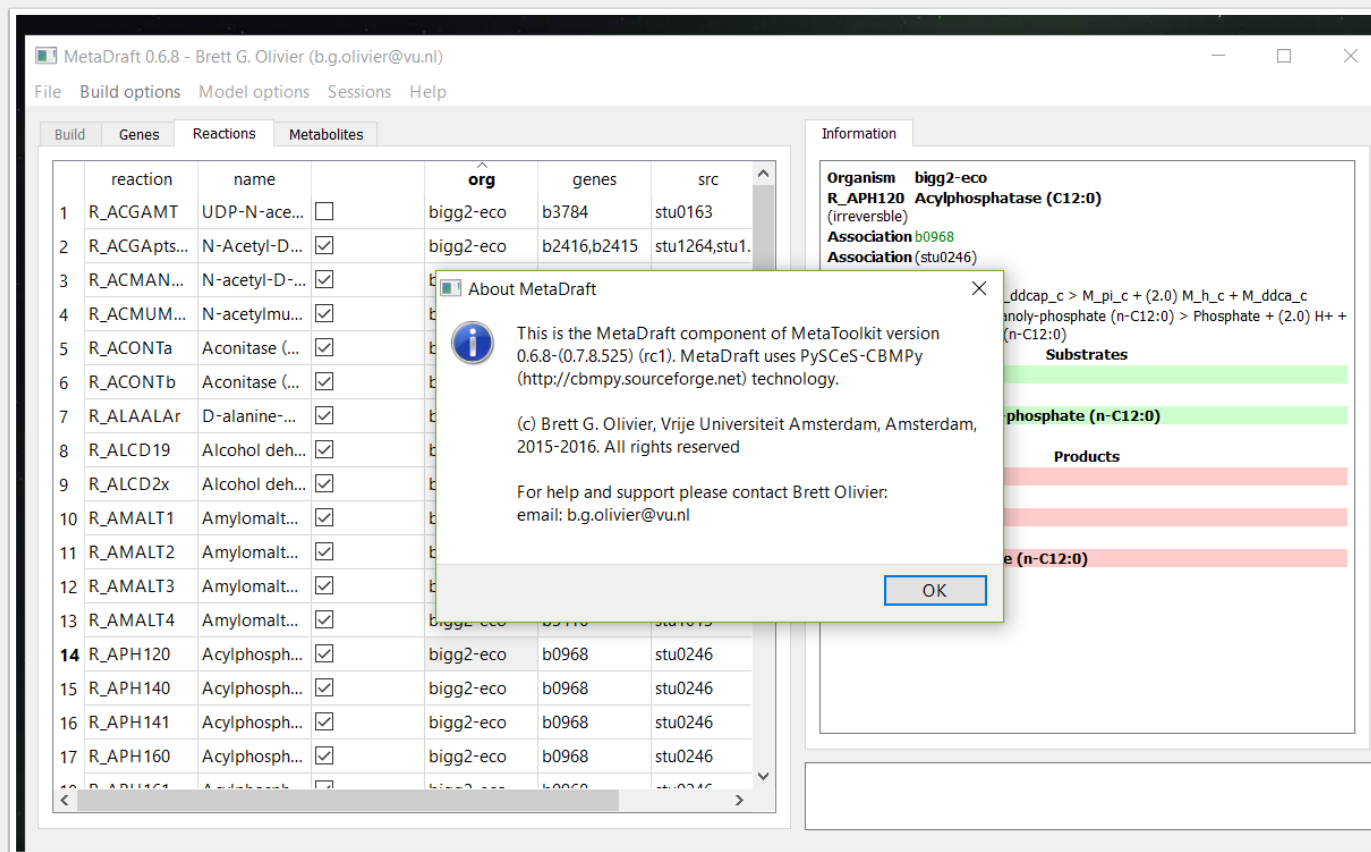 MetaDraft 0.6.8 - Brett G. Olivier (b.g.olivier@vu.nl)
File Build options Model options Sessions Help
Build Genes Reactions Metabolites
reaction name org genes src
1 R_ACGAMT UDP-N-ace... bigg2-eco b3784 stu0163
2 R_ACGApts... N-Acetyl-D... bigg2-eco b2416,b2415 stu1264,stu1.
3 R_ACMAN... N-acetyl-D-...
4 R_ACMUM... N-acetylmu...
5 R_ACONTa Aconitase (...
6 R_ACONTb Aconitase (...
7 R_ALAALAr D-alanine-...
8 R_ALCD19 Alcohol deh...
9 R_ALCD2x Alcohol deh...
10 R_AMALT1 Amylomalt...
11 R_AMALT2 Amylomalt...
12 R_AMALT3 Amylomalt...
13 R_AMALT4 Amylomalt...
14 R_APH120 Acylphosph... bigg2-eco b0968 stu0246
15 R_APH140 Acylphosph... bigg2-eco b0968 stu0246
16 R_APH141 Acylphosph... bigg2-eco b0968 stu0246
17 R_APH160 Acylphosph... bigg2-eco b0968 stu0246
About MetaDraft
This is the MetaDraft component of MetaToolkit version
0.6.8-(0.7.8.525) (rc1). MetaDraft uses PySCeS-CBMPy
(http://cbmpy.sourceforge.net) technology.
(c) Brett G. Olivier, Vrije Universiteit Amsterdam, Amsterdam,
2015-2016. All rights reserved
For help and support please contact Brett Olivier:
email: b.g.olivier@vu.nl
OK
Information
Organism bigg2-eco
R_APH120 Acylphosphatase (C12:0)
(irreversble)
Association b0968
Association (stu0246)
_ddcap_c > M_pi_c + (2.0) M_h_c + M_ddca_c
anoly-phosphate (n-C12:0) > Phosphate + (2.0) H+ +
(n-C12:0)
Substrates
-phosphate (n-C12:0)
Products
e (n-C12:0)